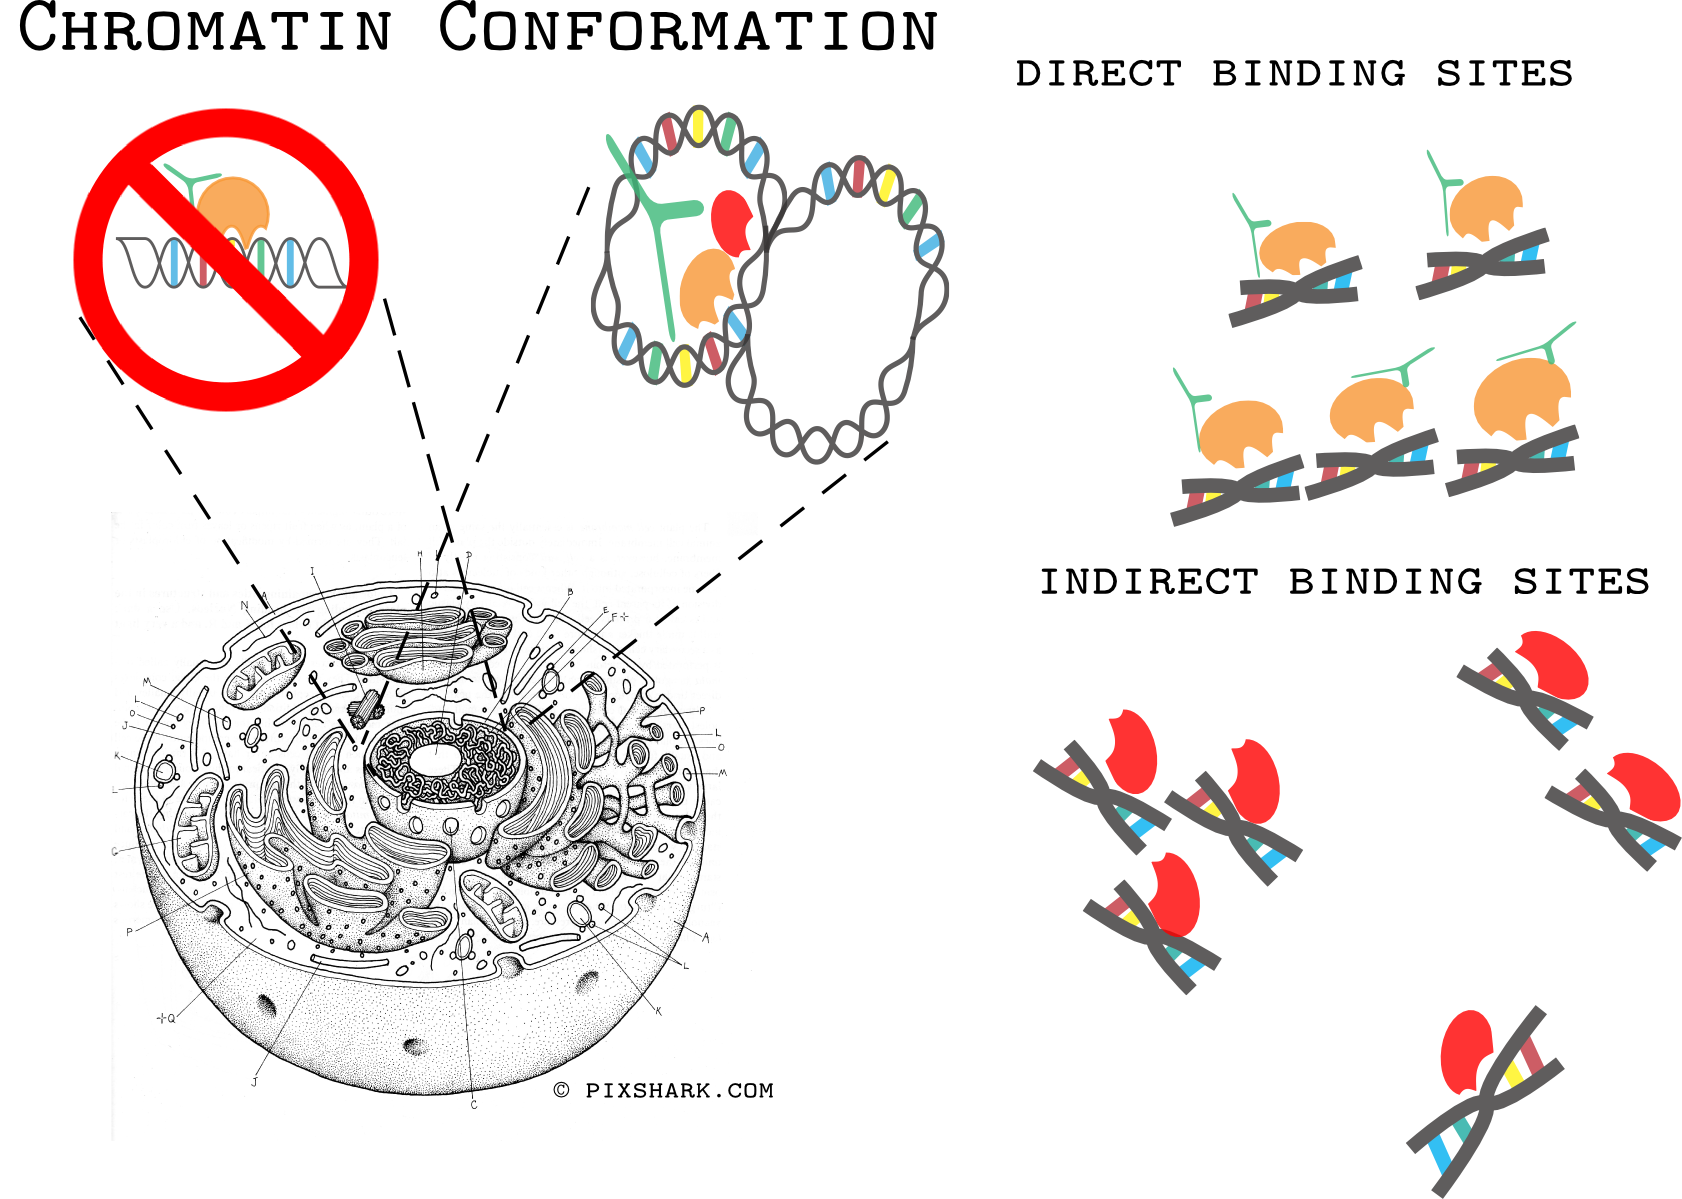 CHROMATIN CONFORMATION
DIRECT BINDING SITES
INDIRECT BINDING SITES
H
D
I
B
A
N
E
F
M
L
O
J
K
L
G
P
Q
J
C
P
L
O
M
A
L
K
© PIXSHARK.COM